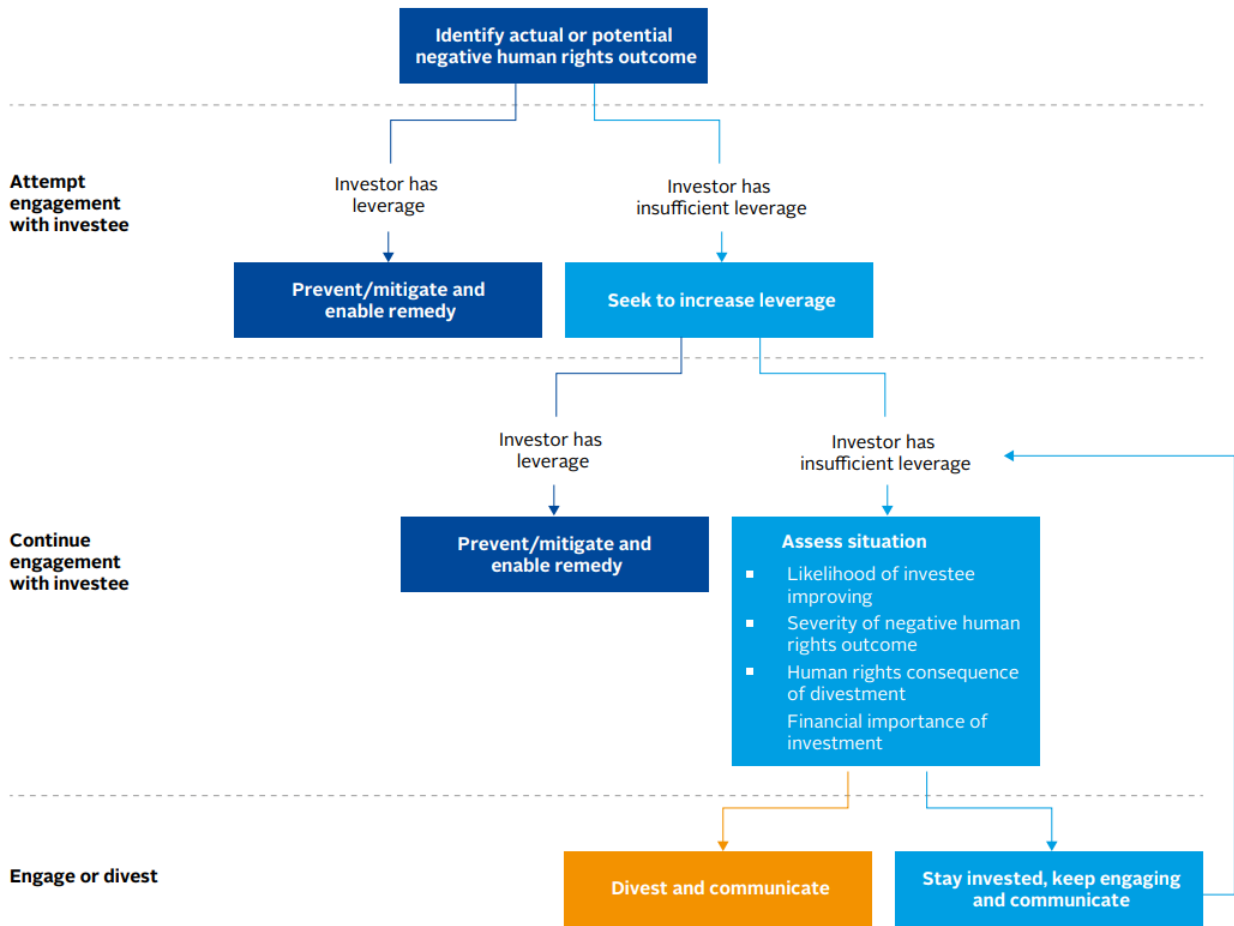 Identify actual or potential
negative human rights outcome
Attempt
engagement
with investee
Investor has
leverage
Investor has
insufficient leverage
Prevent/mitigate and
enable remedy
Seek to increase leverage
Investor has
leverage
Investor has
insufficient leverage
Continue
engagement
with investee
Prevent/mitigate and
enable remedy
Assess situation
Likelihood of investee
improving
Severity of negative human
rights outcome
Human rights consequence
of divestment
Financial importance of
investment
Engage or divest
Divest and communicate
Stay invested, keep engaging
and communicate